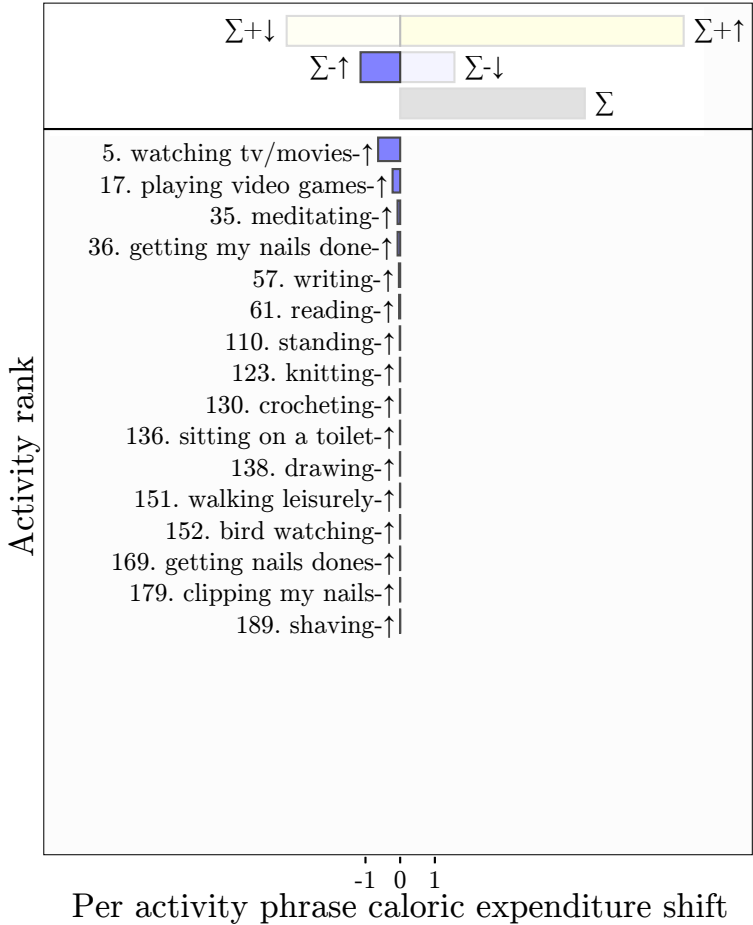 ∑+↓ ∑+↑
∑-↑ ∑-↓
∑
5. watching tv/movies-↑
17. playing video games-↑
35. meditating-↑
36. getting my nails done-↑
57. writing-↑
61. reading-↑
110. standing-↑
123. knitting-↑
130. crocheting-↑
136. sitting on a toilet-↑
138. drawing-↑
151. walking leisurely-↑
152. bird watching-↑
169. getting nails dones-↑
179. clipping my nails-↑
189. shaving-↑
Activity rank
-1 0 1
Per activity phrase caloric expenditure shift